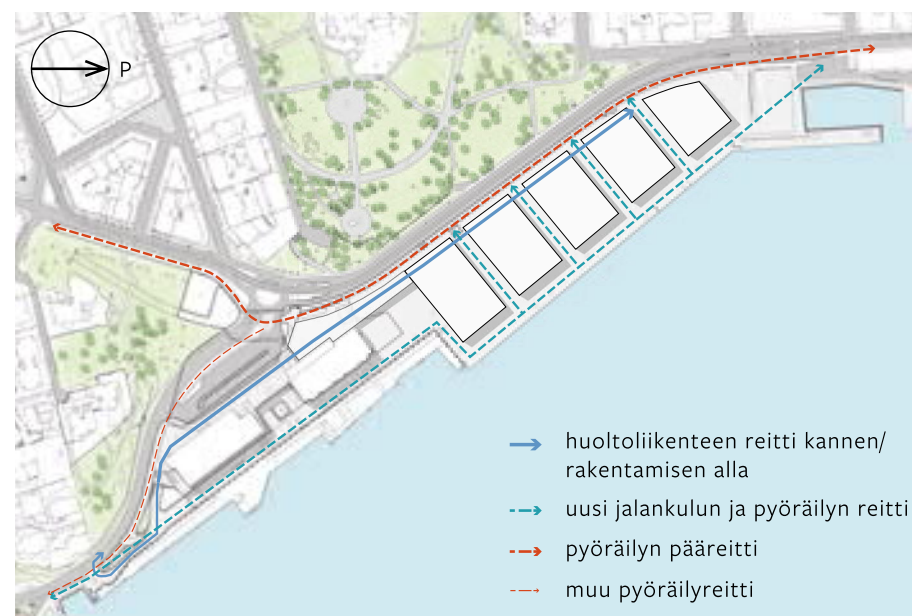 P
huoltoliikenteen reitti kannen/
rakentamisen alla
uusi jalankulun ja pyöräilyn reitti
pyöräilyn pääreitti
muu pyöräilyreitti